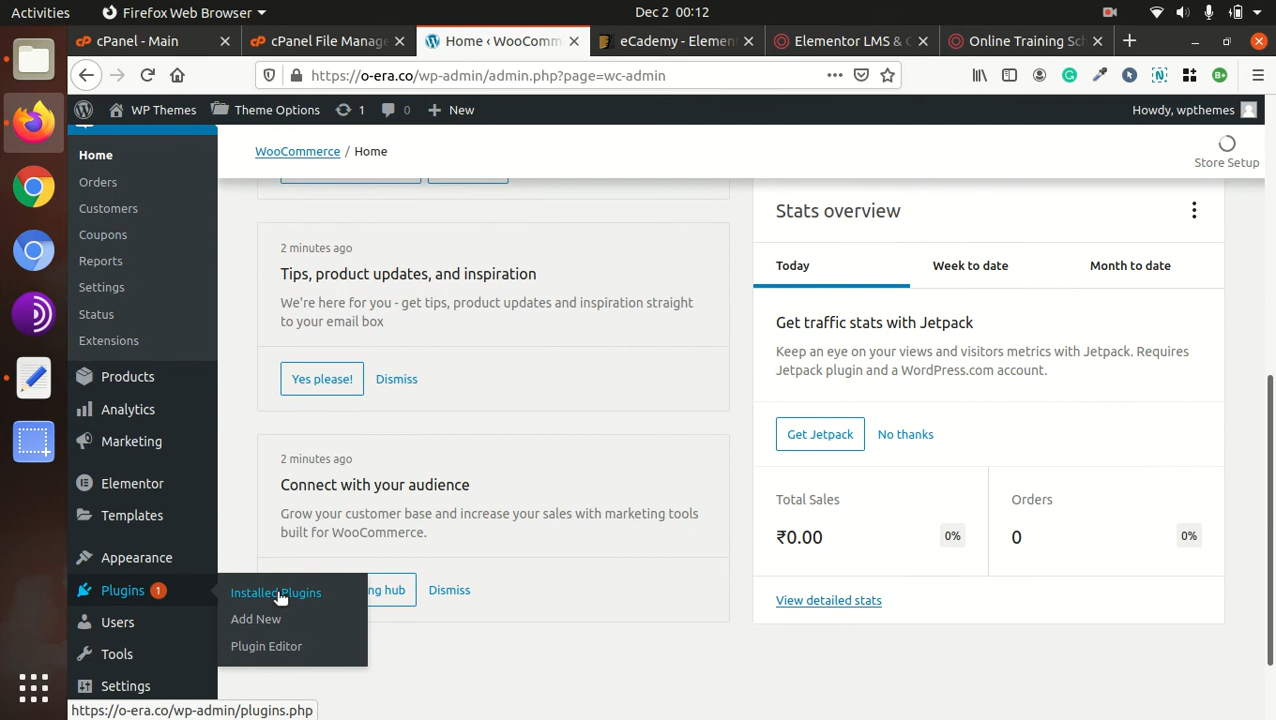 Activities
Firefox Web Browser
Dec 2 00:12
cPanel - Main
cPanel File Manage
Home ‹ WooComm
eCademy - Element
Elementor LMS & C
Online Training Sch
https://o-era.co/wp-admin/admin.php?page=wc-admin
WP Themes
Theme Options
1
0
New
Howdy, wpthemes
WooCommerce / Home
Store Setup
Home
Orders
Customers
Coupons
Reports
Settings
Status
Extensions
Products
Analytics
Marketing
Elementor
Templates
Appearance
Plugins 1
Users
Tools
Settings
Installed Plugins
Add New
Plugin Editor
2 minutes ago
Tips, product updates, and inspiration
We're here for you - get tips, product updates and inspiration straight
to your email box
Yes please!
Dismiss
2 minutes ago
Connect with your audience
Grow your customer base and increase your sales with marketing tools
built for WooCommerce.
ng hub
Dismiss
Stats overview
Today
Week to date
Month to date
Get traffic stats with Jetpack
Keep an eye on your views and visitors metrics with Jetpack. Requires
Jetpack plugin and a WordPress.com account.
Get Jetpack
No thanks
Total Sales
₹0.00
0%
Orders
0
0%
View detailed stats
https://o-era.co/wp-admin/plugins.php